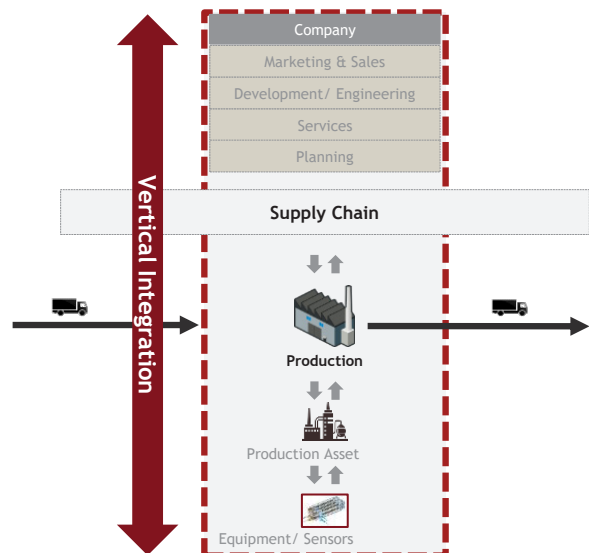 Company
Marketing & Sales
Development/ Engineering
Services
Planning
Supply Chain
Vertical Integration
Production
Production Asset
Equipment/ Sensors